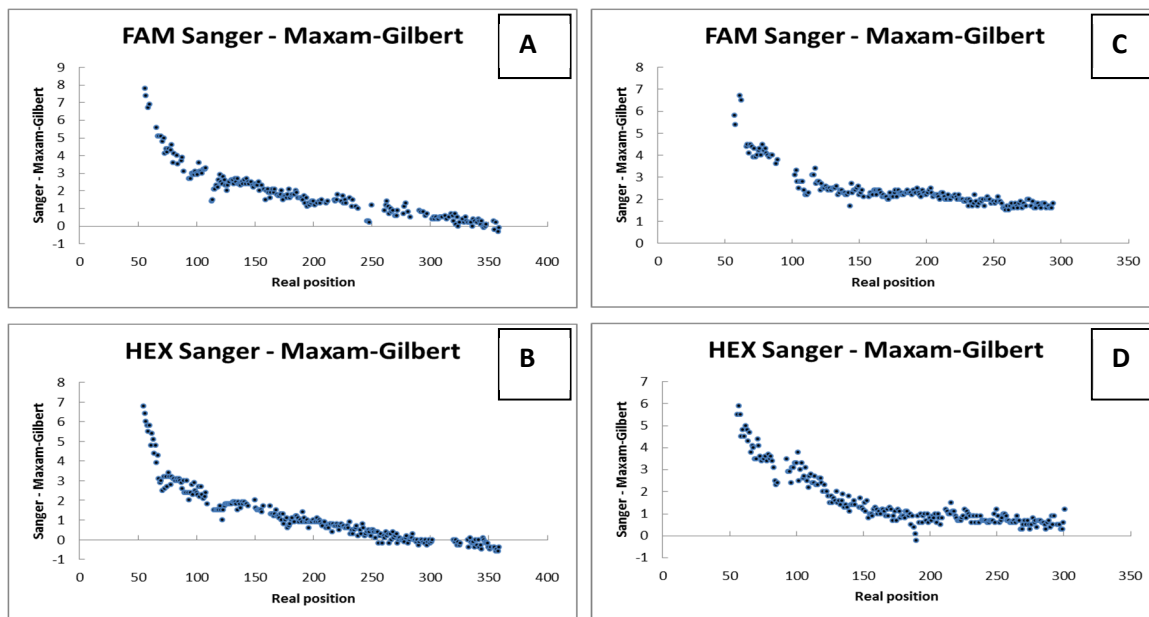 FAM Sanger - Maxam-Gilbert
A
9
8
7
6
5
4
3
2
1
0
-1
0 50 100 150 200 250 300 350 400
Sanger - Maxam-Gilbert
Real position
FAM Sanger - Maxam-Gilbert
C
8
7
6
5
4
3
2
1
0
0 50 100 150 200 250 300 350
Sanger - Maxam-Gilbert
Real position
HEX Sanger - Maxam-Gilbert
B
8
7
6
5
4
3
2
1
0
-1
0 50 100 150 200 250 300 350 400
Sanger - Maxam-Gilbert
Real position
HEX Sanger - Maxam-Gilbert
D
7
6
5
4
3
2
1
0
-1
0 50 100 150 200 250 300 350
Sanger - Maxam-Gilbert
Real position